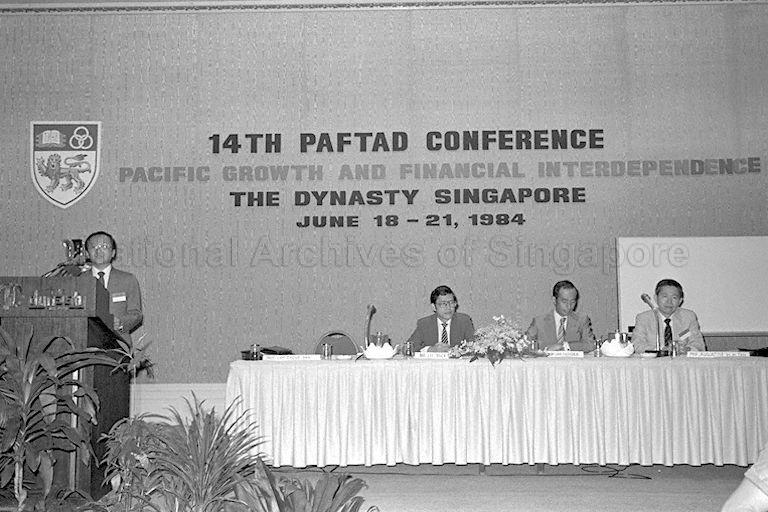 14TH PAFTAD CONFERENCE
PACIFIC GROWTH AND FINANCIAL INTERDEPENDENCE
THE DYNASTY SINGAPORE
JUNE 18 - 21, 1984
National Archives of Singapore